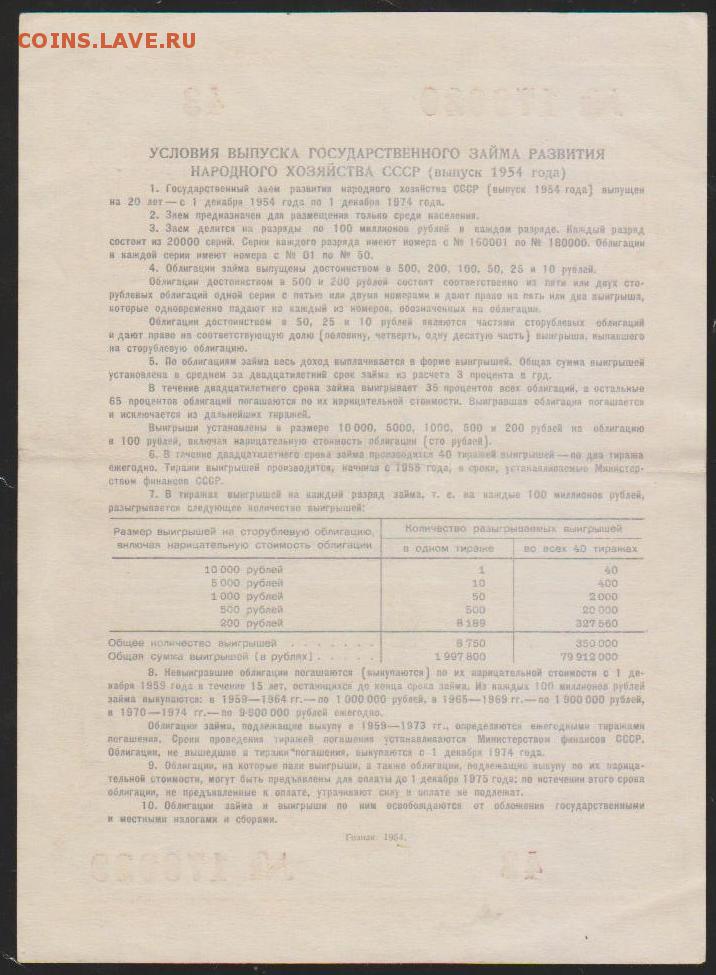 COINS.LAVE.RU
УСЛОВИЯ ВЫПУСКА ГОСУДАРСТВЕННОГО ЗАЙМА РАЗВИТИЯ
НАРОДНОГО ХОЗЯЙСТВА СССР (выпуск 1954 года)
1. Государственный заем развития народного хозяйства СССР (выпуск 1954 года) выпущен
на 20 лет — с 1 декабря 1954 года по 1 декабря 1974 года.
2. Заем предназначен для размещения только среди населения.
3. Заем делится на разряды по 100 миллионов рублей в каждом разряде. Каждый разряд
состоит из 20000 серий. Серии каждого разряда имеют номера с № 160001 по № 180000. Облигации
в каждой серии имеют номера с № 01 по № 50.
4. Облигации займа выпущены достоинством в 500, 200, 100, 50, 25 и 10 рублей.
Облигации достоинством в 500 и 200 рублей состоят соответственно из пяти или двух сто-
рублевых облигаций одной серии с пятью или двумя номерами и дают право на пять или два выигрыша,
которые одновременно падают на каждый из номеров, обозначенных на облигации.
Облигации достоинством в 50, 25 и 10 рублей являются частями сторублевых облигаций
и дают право на соответствующую долю (половину, четверть, одну десятую часть) выигрыша, выпавшего
на сторублевую облигацию.
5. По облигациям займа весь доход выплачивается в форме выигрышей. Общая сумма выигрышей
установлена в среднем за двадцатилетний срок займа из расчета 3 процента в год.
В течение двадцатилетнего срока займа выигрывает 35 процентов всех облигаций, а остальные
65 процентов облигаций погашаются по их нарицательной стоимости. Выигравшая облигация погашается
и исключается из дальнейших тиражей.
Выигрыши установлены в размере 10 000, 5000, 1000, 500 и 200 рублей на облигацию
в 100 рублей, включая нарицательную стоимость облигации (сто рублей).
6. В течение двадцатилетнего срока займа производится 40 тиражей выигрышей — по два тиража
ежегодно. Тиражи выигрышей производятся, начиная с 1955 года, в сроки, устанавливаемые Министер-
ством финансов СССР.
7. В тиражах выигрышей на каждый разряд займа, т. е. на каждые 100 миллионов рублей,
разыгрывается следующее количество выигрышей:
Размер выигрышей на сторублевую облигацию, Количество разыгрываемых выигрышей
включая нарицательную стоимость облигации в одном тираже во всех 40 тиражах
10 000 рублей 1 40
5 000 рублей 10 400
1 000 рублей 50 2 000
500 рублей 500 20 000
200 рублей 8 189 327 560
Общее количество выигрышей . . . . . . . 8 750 350 000
Общая сумма выигрышей (в рублях) . . . . . 1 997 800 79 912 000
8. Невыигравшие облигации погашаются (выкупаются) по их нарицательной стоимости с 1 де-
кабря 1959 года в течение 15 лет, остающихся до конца срока займа. Из каждых 100 миллионов рублей
займа выкупаются: в 1959—1964 гг.— по 1 000 000 рублей, в 1965—1969 гг.— по 1 900 000 рублей,
в 1970—1974 гг.— по 9 900 000 рублей ежегодно.
Облигации займа, подлежащие выкупу в 1959—1973 гг., определяются ежегодными тиражами
погашения. Сроки проведения тиражей погашения устанавливаются Министерством финансов СССР.
Облигации, не вышедшие в тиражи погашения, выкупаются с 1 декабря 1974 года.
9. Облигации, на которые пали выигрыши, а также облигации, подлежащие выкупу по их нарица-
тельной стоимости, могут быть предъявлены для оплаты до 1 декабря 1975 года; по истечении этого срока
облигации, не предъявленные к оплате, утрачивают силу и оплате не подлежат.
10. Облигации займа и выигрыши по ним освобождаются от обложения государственными
и местными налогами и сборами.
Гознак. 1954.